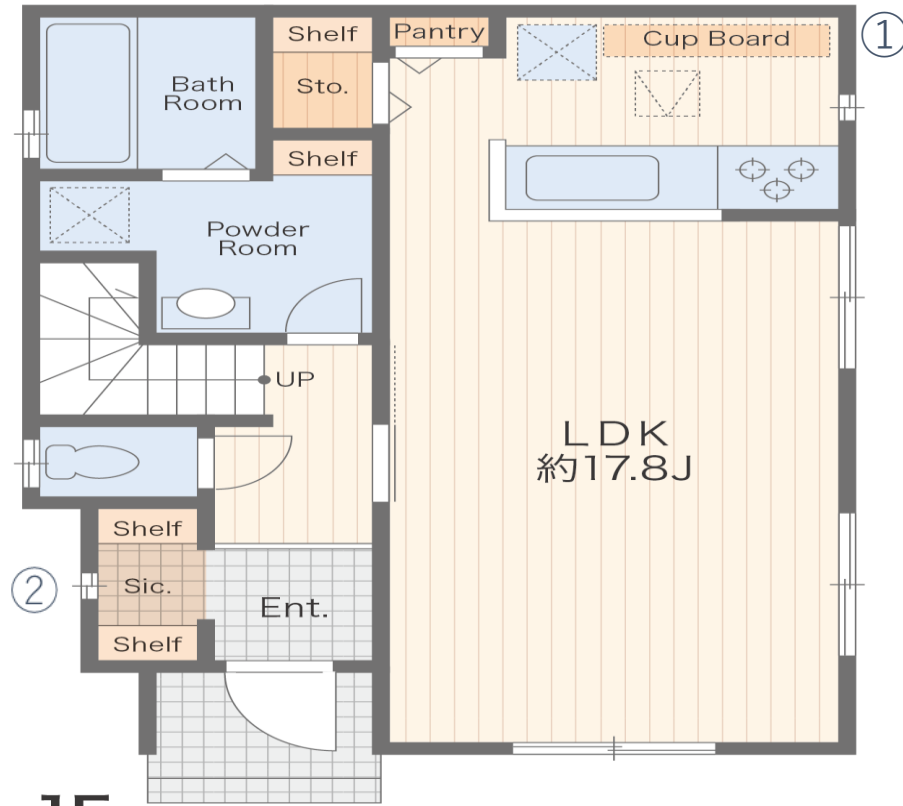 Shelf
Pantry
Cup Board
①
Bath
Room
Sto.
Shelf
Powder
Room
UP
LDK
約17.8J
Shelf
②
Sic.
Ent.
Shelf